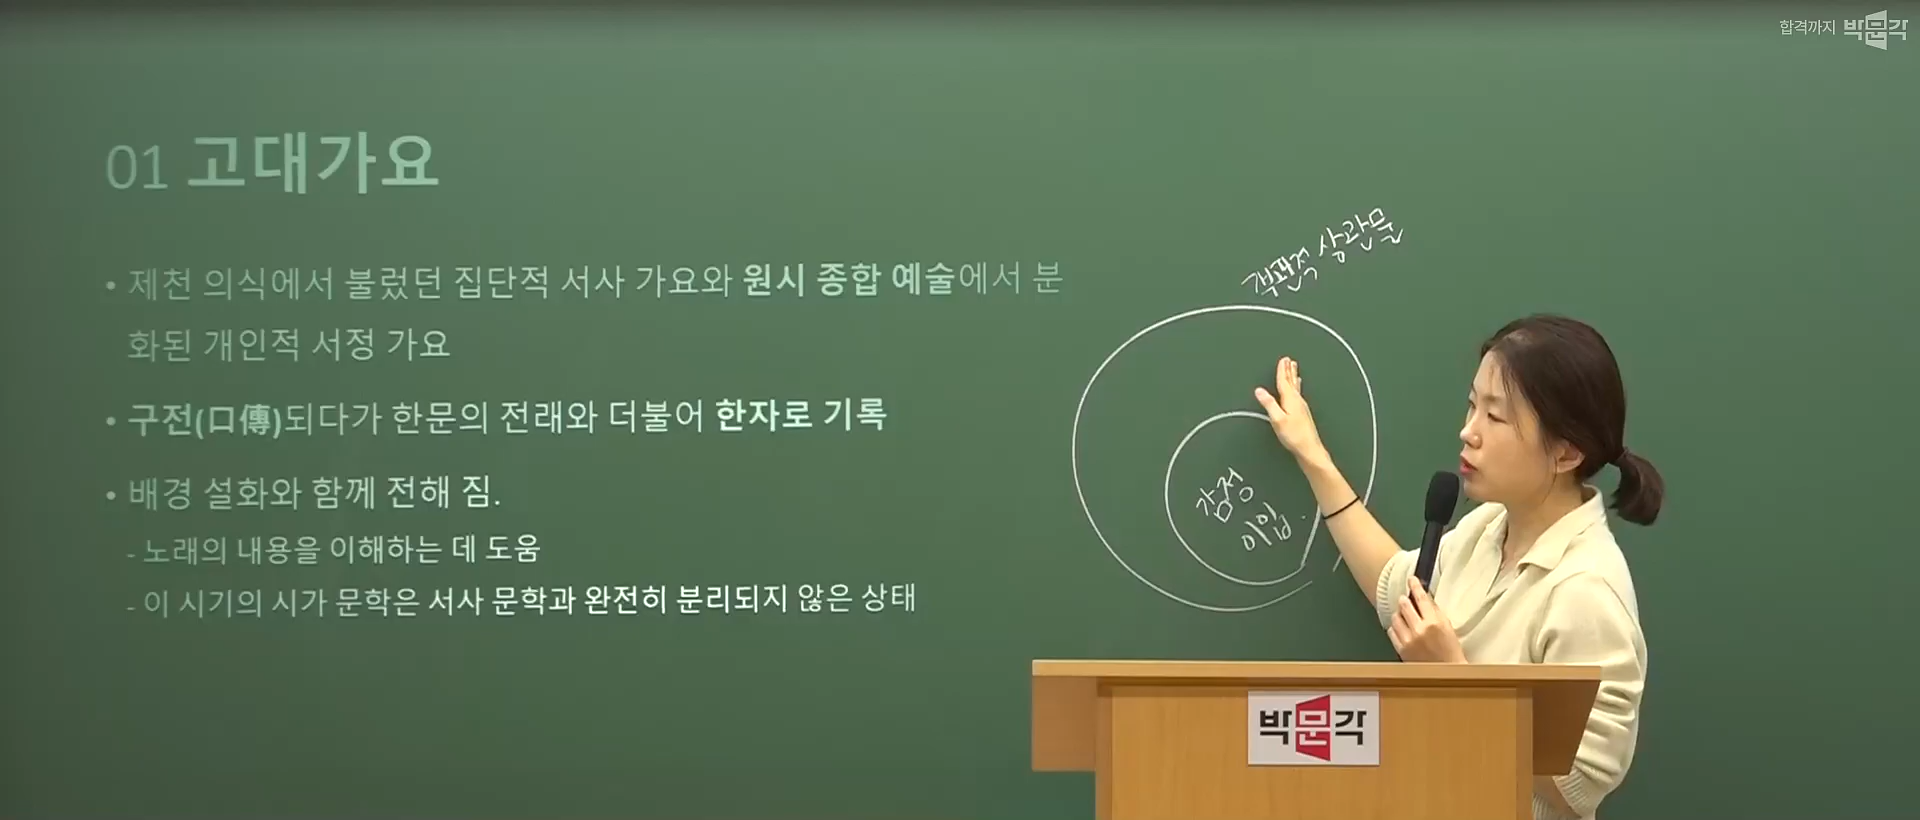 합격까지 박문각
01 고대가요
• 제천 의식에서 불렀던 집단적 서사 가요와 원시 종합 예술에서 분
화된 개인적 서정 가요
• 구전(口傳)되다가 한문의 전래와 더불어 한자로 기록
• 배경 설화와 함께 전해 짐.
- 노래의 내용을 이해하는 데 도움
- 이 시기의 시가 문학은 서사 문학과 완전히 분리되지 않은 상태
객관적 상관물
감정
이입.
박문각